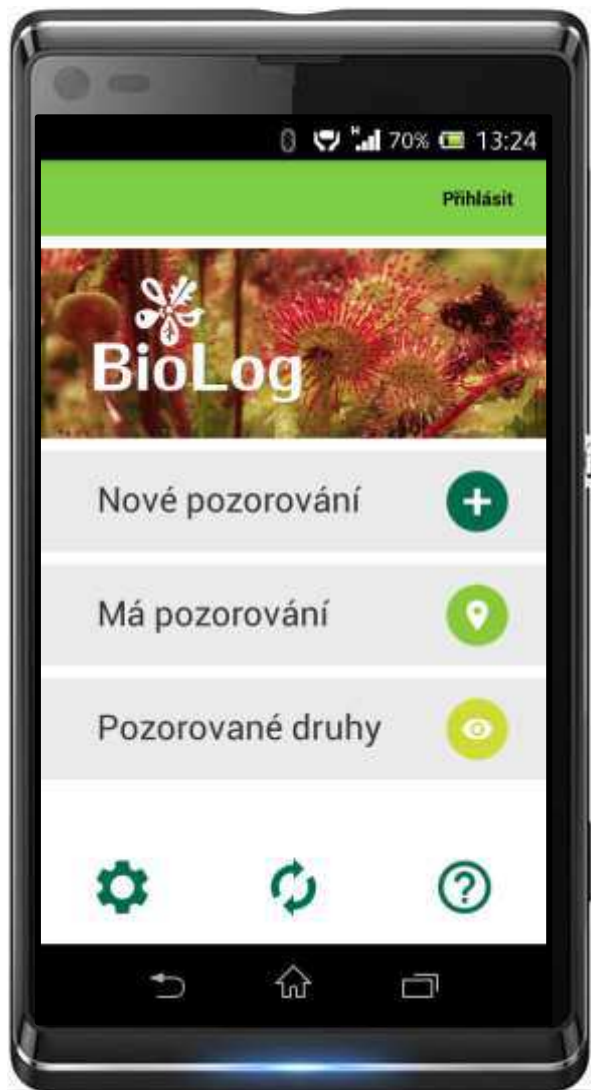 70% 13:24
Přihlásit
BioLog
Nové pozorování
Má pozorování
Pozorované druhy